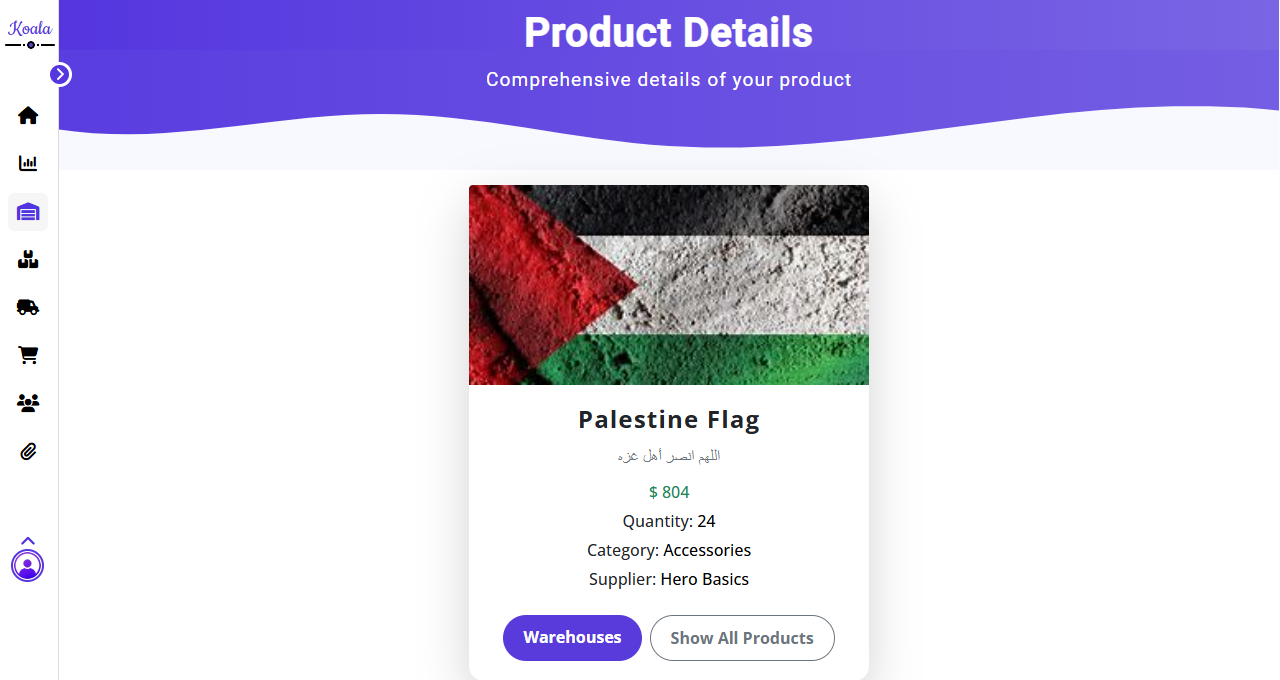 Koala
Product Details
Comprehensive details of your product
Palestine Flag
اللهم انصر أهل غزه
$ 804
Quantity: 24
Category: Accessories
Supplier: Hero Basics
Warehouses
Show All Products